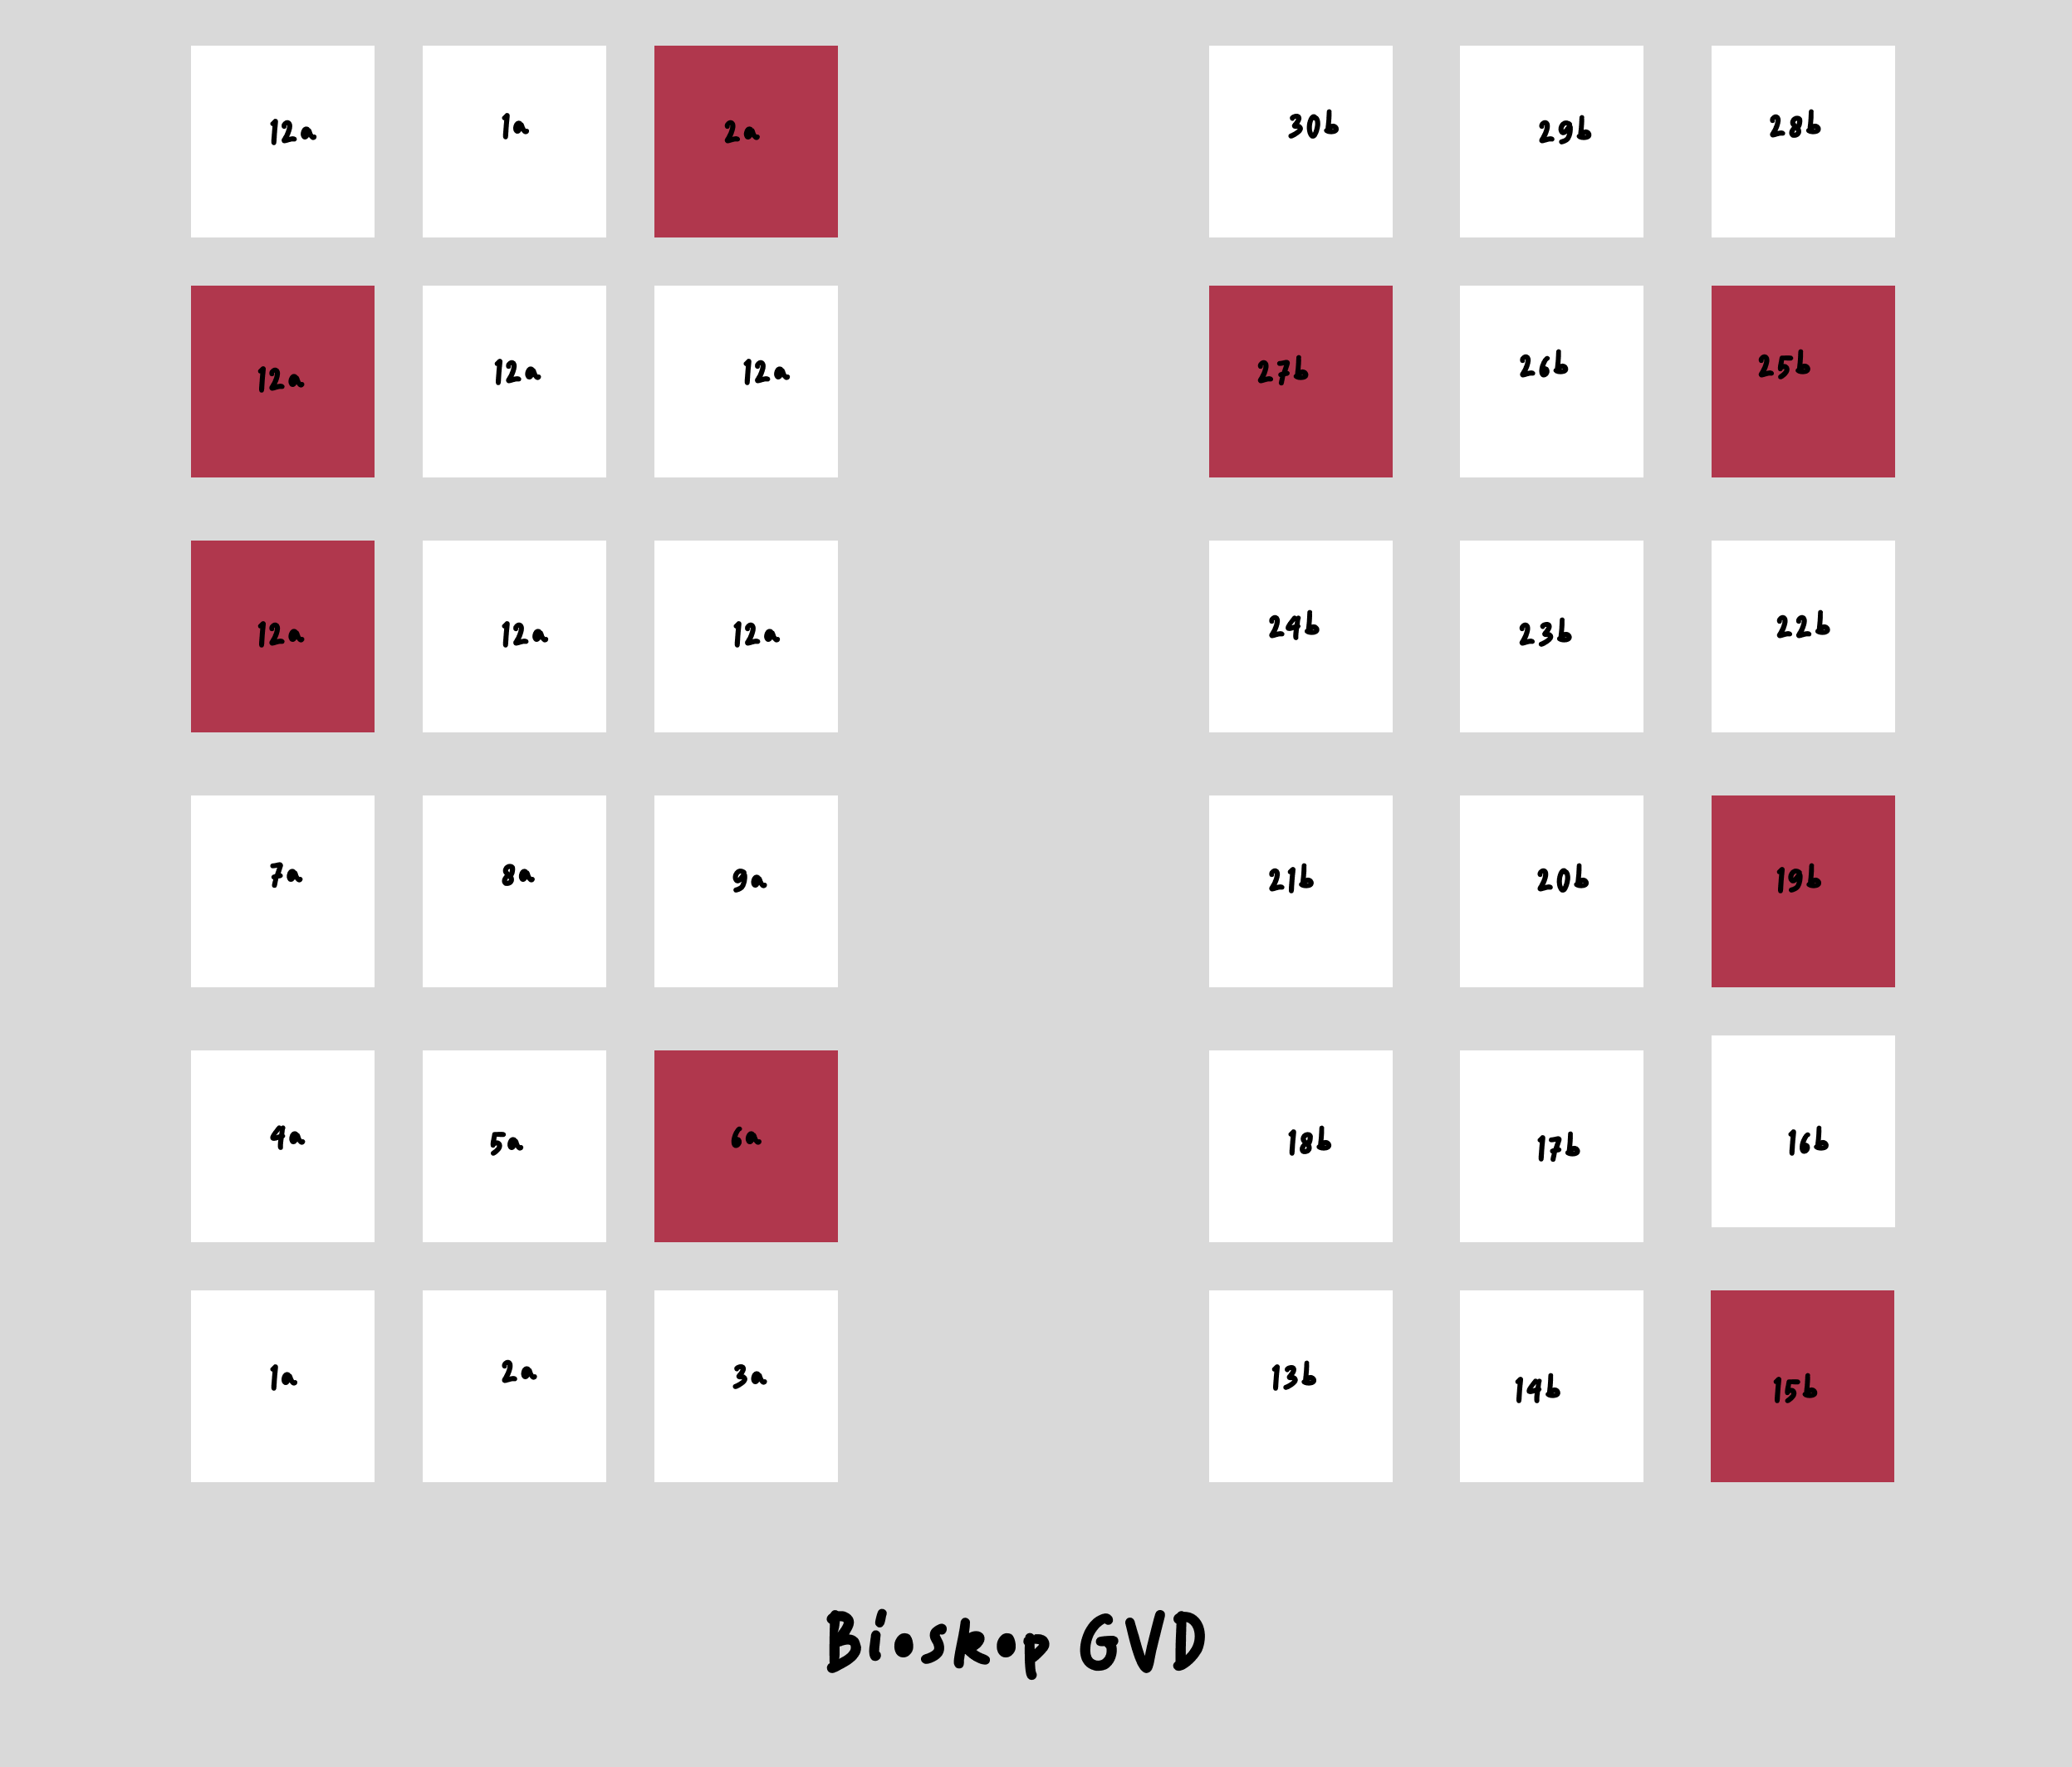 12a 1a 2a 30b 29b 28b
12a 12a 12a 27b 26b 25b
12a 12a 12a 24b 23b 22b
7a 8a 9a 21b 20b 19b
4a 5a 6a 18b 17b 16b
1a 2a 3a 13b 14b 15b
Bioskop GVD